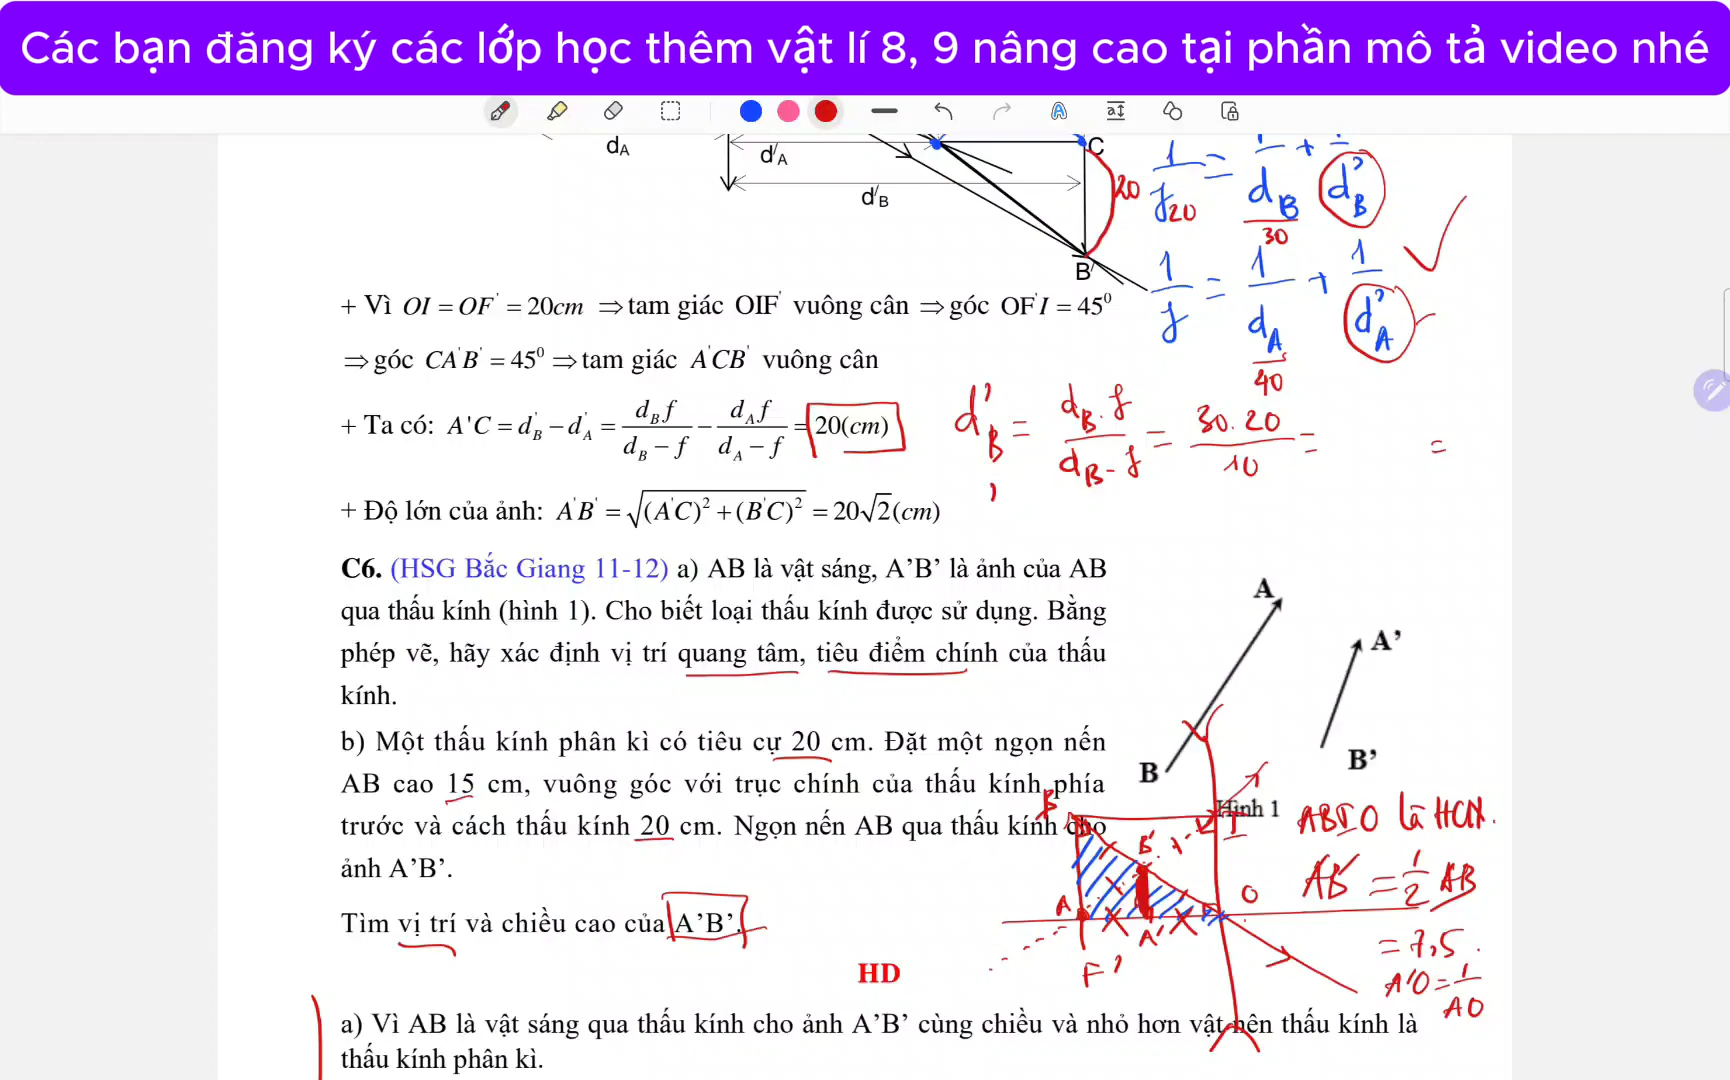 Các bạn đăng ký các lớp học thêm vật lí 8, 9 nâng cao tại phần mô tả video nhé
dA
d'A
d'B
C
B'
20
1/f = 1/dB + 1/d'B
20
30
1/f = 1/dA + 1/d'A
40
+ Vì OI = OF' = 20cm ⇒ tam giác OIF' vuông cân ⇒ góc OF'I = 45⁰
⇒ góc CA'B' = 45⁰ ⇒ tam giác A'CB' vuông cân
+ Ta có: A'C = d'B − d'A = dBf/(dB − f) − dAf/(dA − f) = 20(cm)
d'B = dB.f/(dB-f) = 30.20/10 = =
+ Độ lớn của ảnh: A'B' = √((A'C)² + (B'C)²) = 20√2(cm)
C6. (HSG Bắc Giang 11-12) a) AB là vật sáng, A’B’ là ảnh của AB
qua thấu kính (hình 1). Cho biết loại thấu kính được sử dụng. Bằng
phép vẽ, hãy xác định vị trí quang tâm, tiêu điểm chính của thấu
kính.
b) Một thấu kính phân kì có tiêu cự 20 cm. Đặt một ngọn nến
AB cao 15 cm, vuông góc với trục chính của thấu kính phía
trước và cách thấu kính 20 cm. Ngọn nến AB qua thấu kính cho
ảnh A’B’.
Tìm vị trí và chiều cao của A’B’.
A
B
A’
B’
Hình 1
B
I
B'
A
A'
O
F'
ABIO là HCN.
A'B' = 1/2 AB
= 7,5
A'O = 1/
AO
HD
a) Vì AB là vật sáng qua thấu kính cho ảnh A’B’ cùng chiều và nhỏ hơn vật nên thấu kính là
thấu kính phân kì.